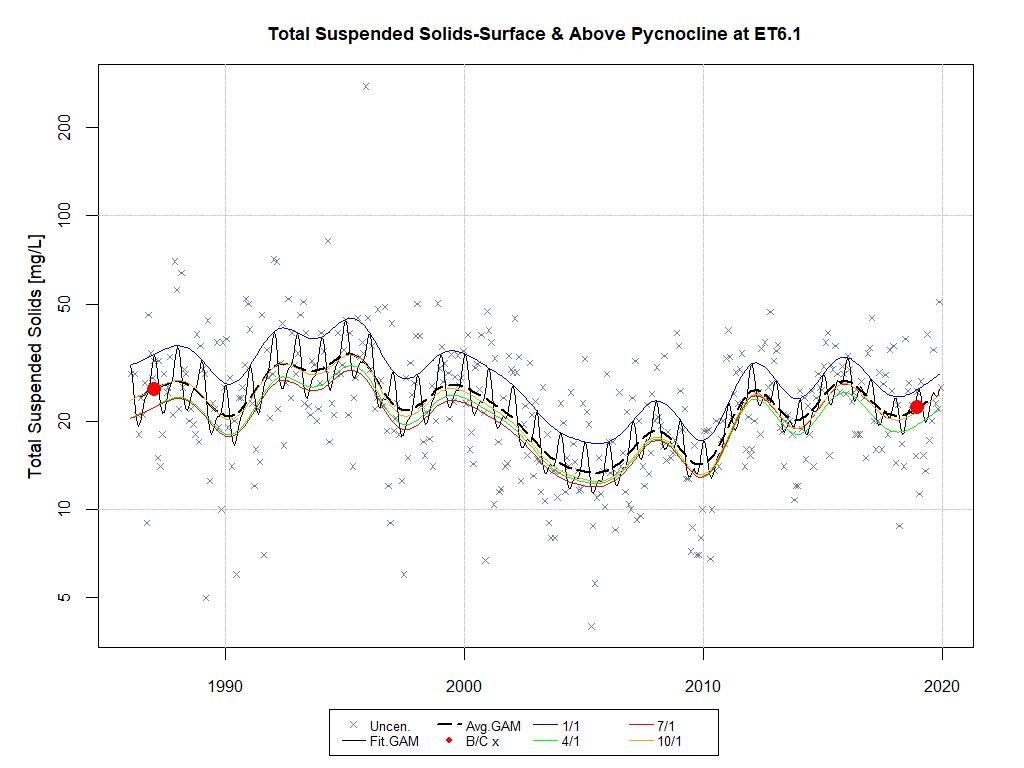 Total Suspended Solids-Surface & Above Pycnocline at ET6.1
Total Suspended Solids [mg/L]
200
100
50
20
10
5
1990 2000 2010 2020
Uncen. Avg.GAM 1/1 7/1
Fit.GAM B/C x 4/1 10/1